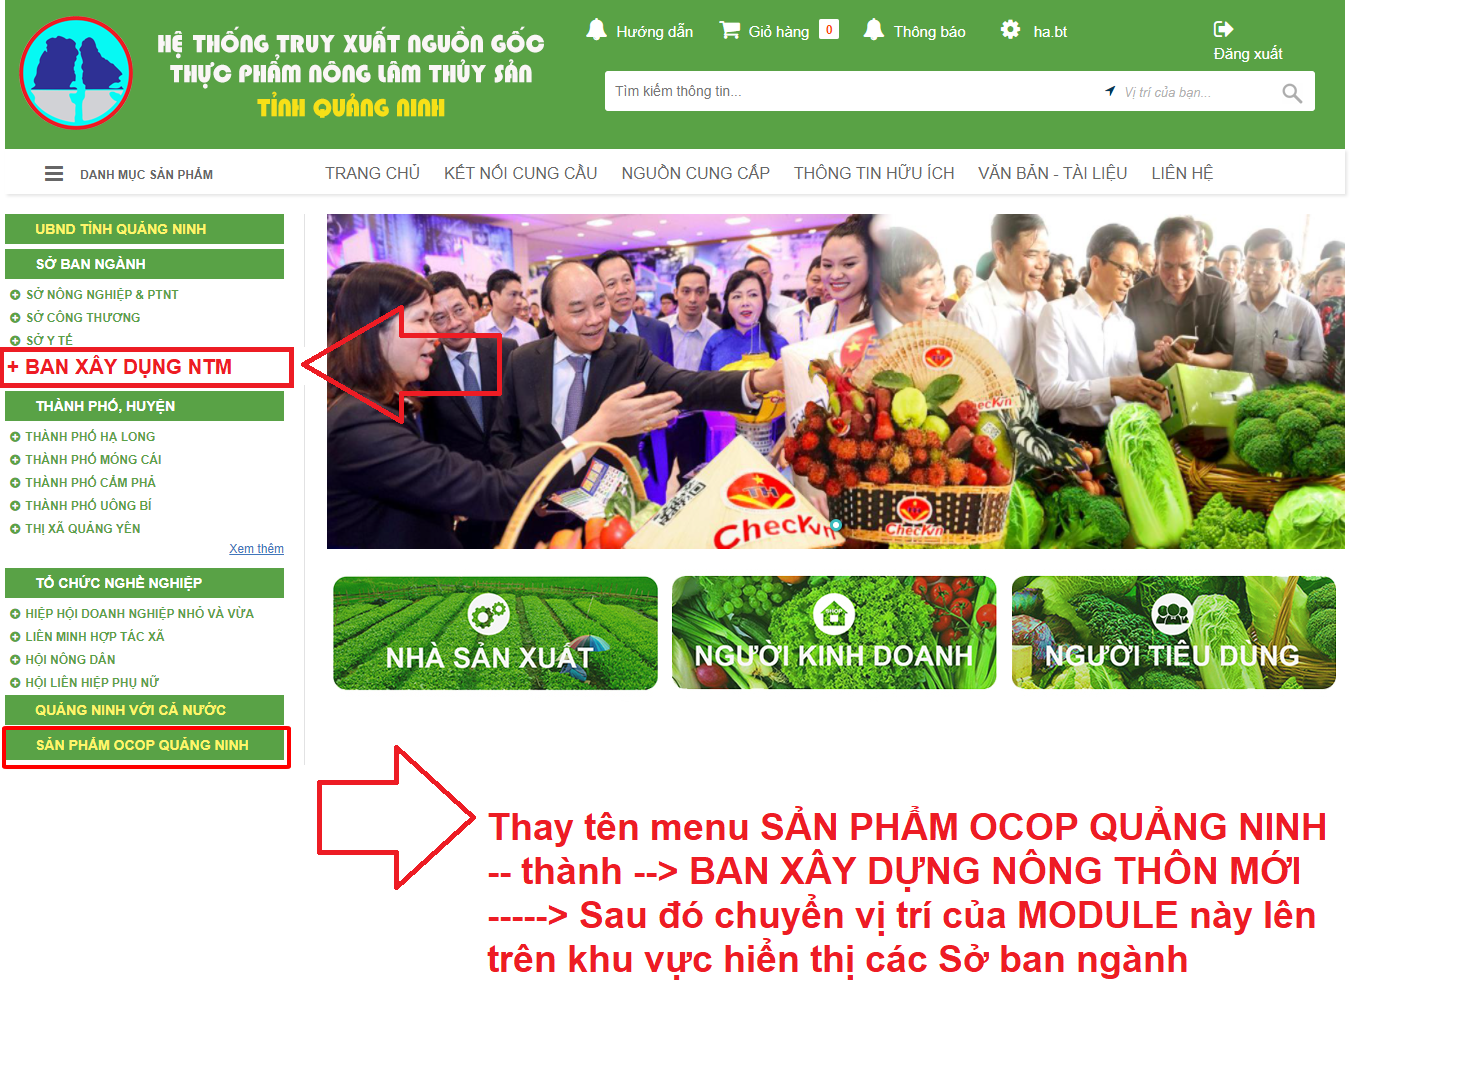 HỆ THỐNG TRUY XUẤT NGUỒN GỐC
THỰC PHẨM NÔNG LÂM THỦY SẢN
TỈNH QUẢNG NINH
Hướng dẫn
Giỏ hàng 0
Thông báo
ha.bt
Đăng xuất
Tìm kiếm thông tin...
Vị trí của bạn...
DANH MỤC SẢN PHẨM
TRANG CHỦ KẾT NỐI CUNG CẦU NGUỒN CUNG CẤP THÔNG TIN HỮU ÍCH VĂN BẢN - TÀI LIỆU LIÊN HỆ
UBND TỈNH QUẢNG NINH
SỞ BAN NGÀNH
SỞ NÔNG NGHIỆP & PTNT
SỞ CÔNG THƯƠNG
SỞ Y TẾ
+ BAN XÂY DỤNG NTM
THÀNH PHỐ, HUYỆN
THÀNH PHỐ HẠ LONG
THÀNH PHỐ MÓNG CÁI
THÀNH PHỐ CẨM PHẢ
THÀNH PHỐ UÔNG BÍ
THỊ XÃ QUẢNG YÊN
Xem thêm
TỔ CHỨC NGHỀ NGHIỆP
HIỆP HỘI DOANH NGHIỆP NHỎ VÀ VỪA
LIÊN MINH HỢP TÁC XÃ
HỘI NÔNG DÂN
HỘI LIÊN HIỆP PHỤ NỮ
QUẢNG NINH VỚI CẢ NƯỚC
SẢN PHẨM OCOP QUẢNG NINH
TH
CheckIn
TH
CheckIn
TH
CheckIn
NHÀ SẢN XUẤT
SHOP
NGƯỜI KINH DOANH
NGƯỜI TIÊU DÙNG
Thay tên menu SẢN PHẨM OCOP QUẢNG NINH
-- thành --> BAN XÂY DỰNG NÔNG THÔN MỚI
-----> Sau đó chuyển vị trí của MODULE này lên
trên khu vực hiển thị các Sở ban ngành